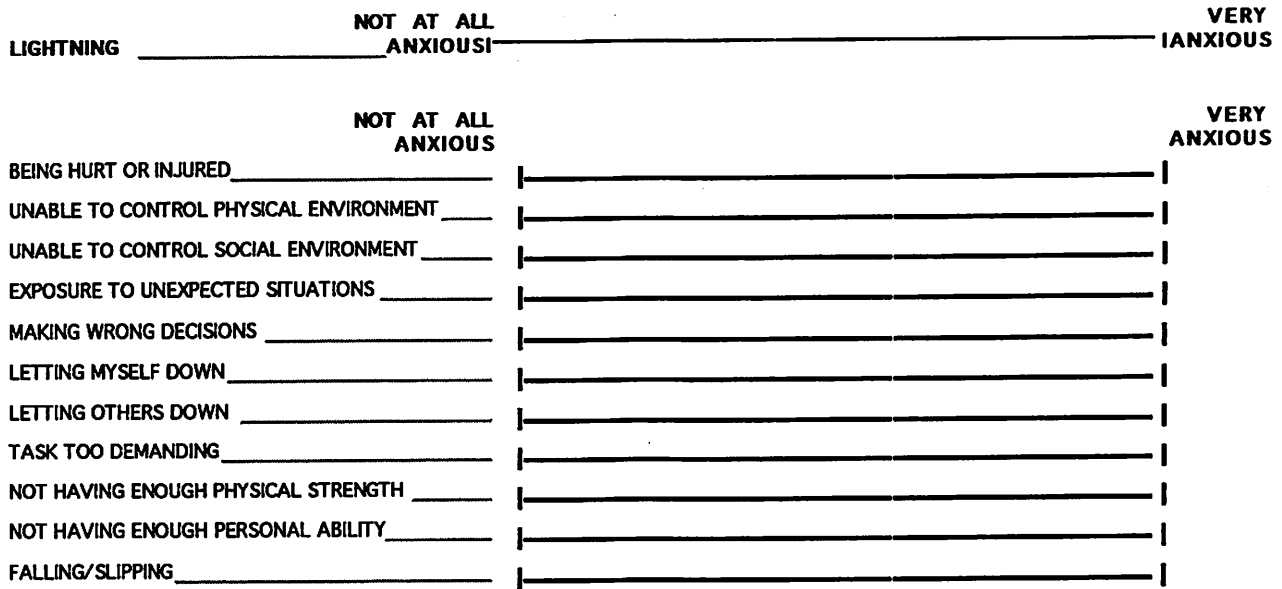 NOT AT ALL VERY
LIGHTNING ANXIOUSI IANXIOUS
NOT AT ALL VERY
ANXIOUS ANXIOUS
BEING HURT OR INJURED
UNABLE TO CONTROL PHYSICAL ENVIRONMENT
UNABLE TO CONTROL SOCIAL ENVIRONMENT
EXPOSURE TO UNEXPECTED SITUATIONS
MAKING WRONG DECISIONS
LETTING MYSELF DOWN
LETTING OTHERS DOWN
TASK TOO DEMANDING
NOT HAVING ENOUGH PHYSICAL STRENGTH
NOT HAVING ENOUGH PERSONAL ABILITY
FALLING/SLIPPING